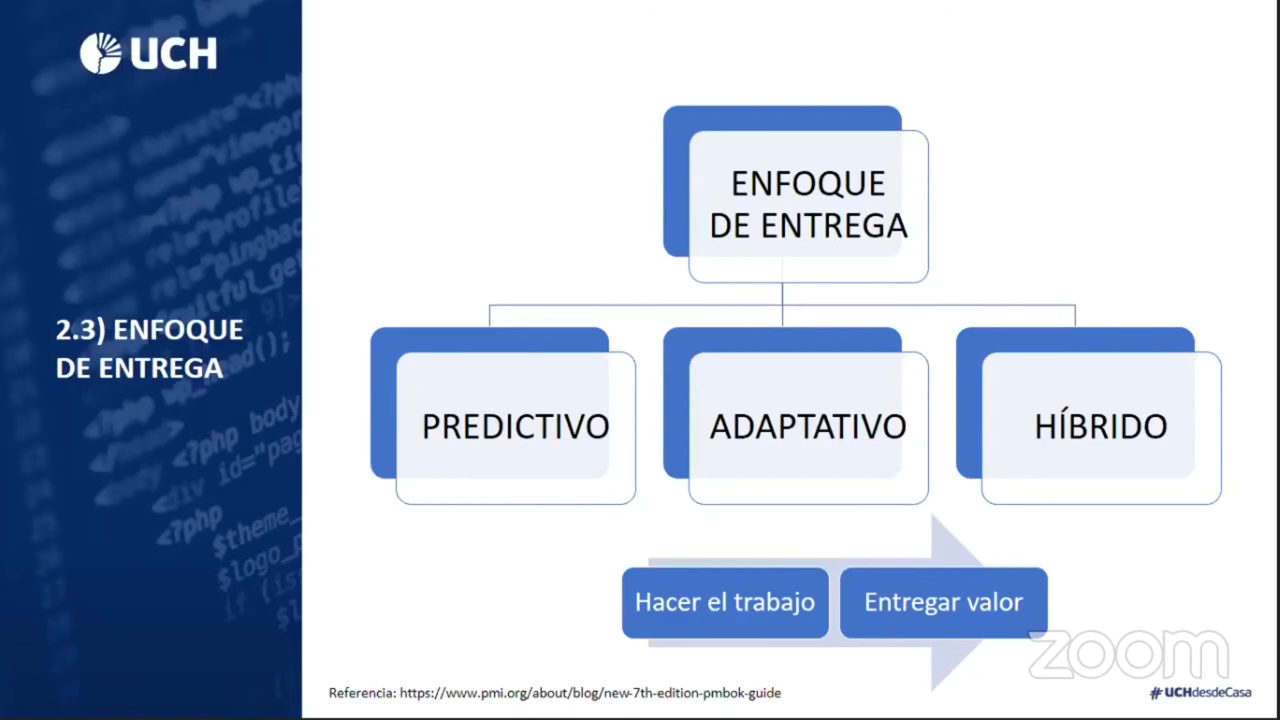 UCH
2.3) ENFOQUE
DE ENTREGA
ENFOQUE
DE ENTREGA
PREDICTIVO
ADAPTATIVO
HÍBRIDO
Hacer el trabajo
Entregar valor
zoom
Referencia: https://www.pmi.org/about/blog/new-7th-edition-pmbok-guide
#UCHdesdeCasa